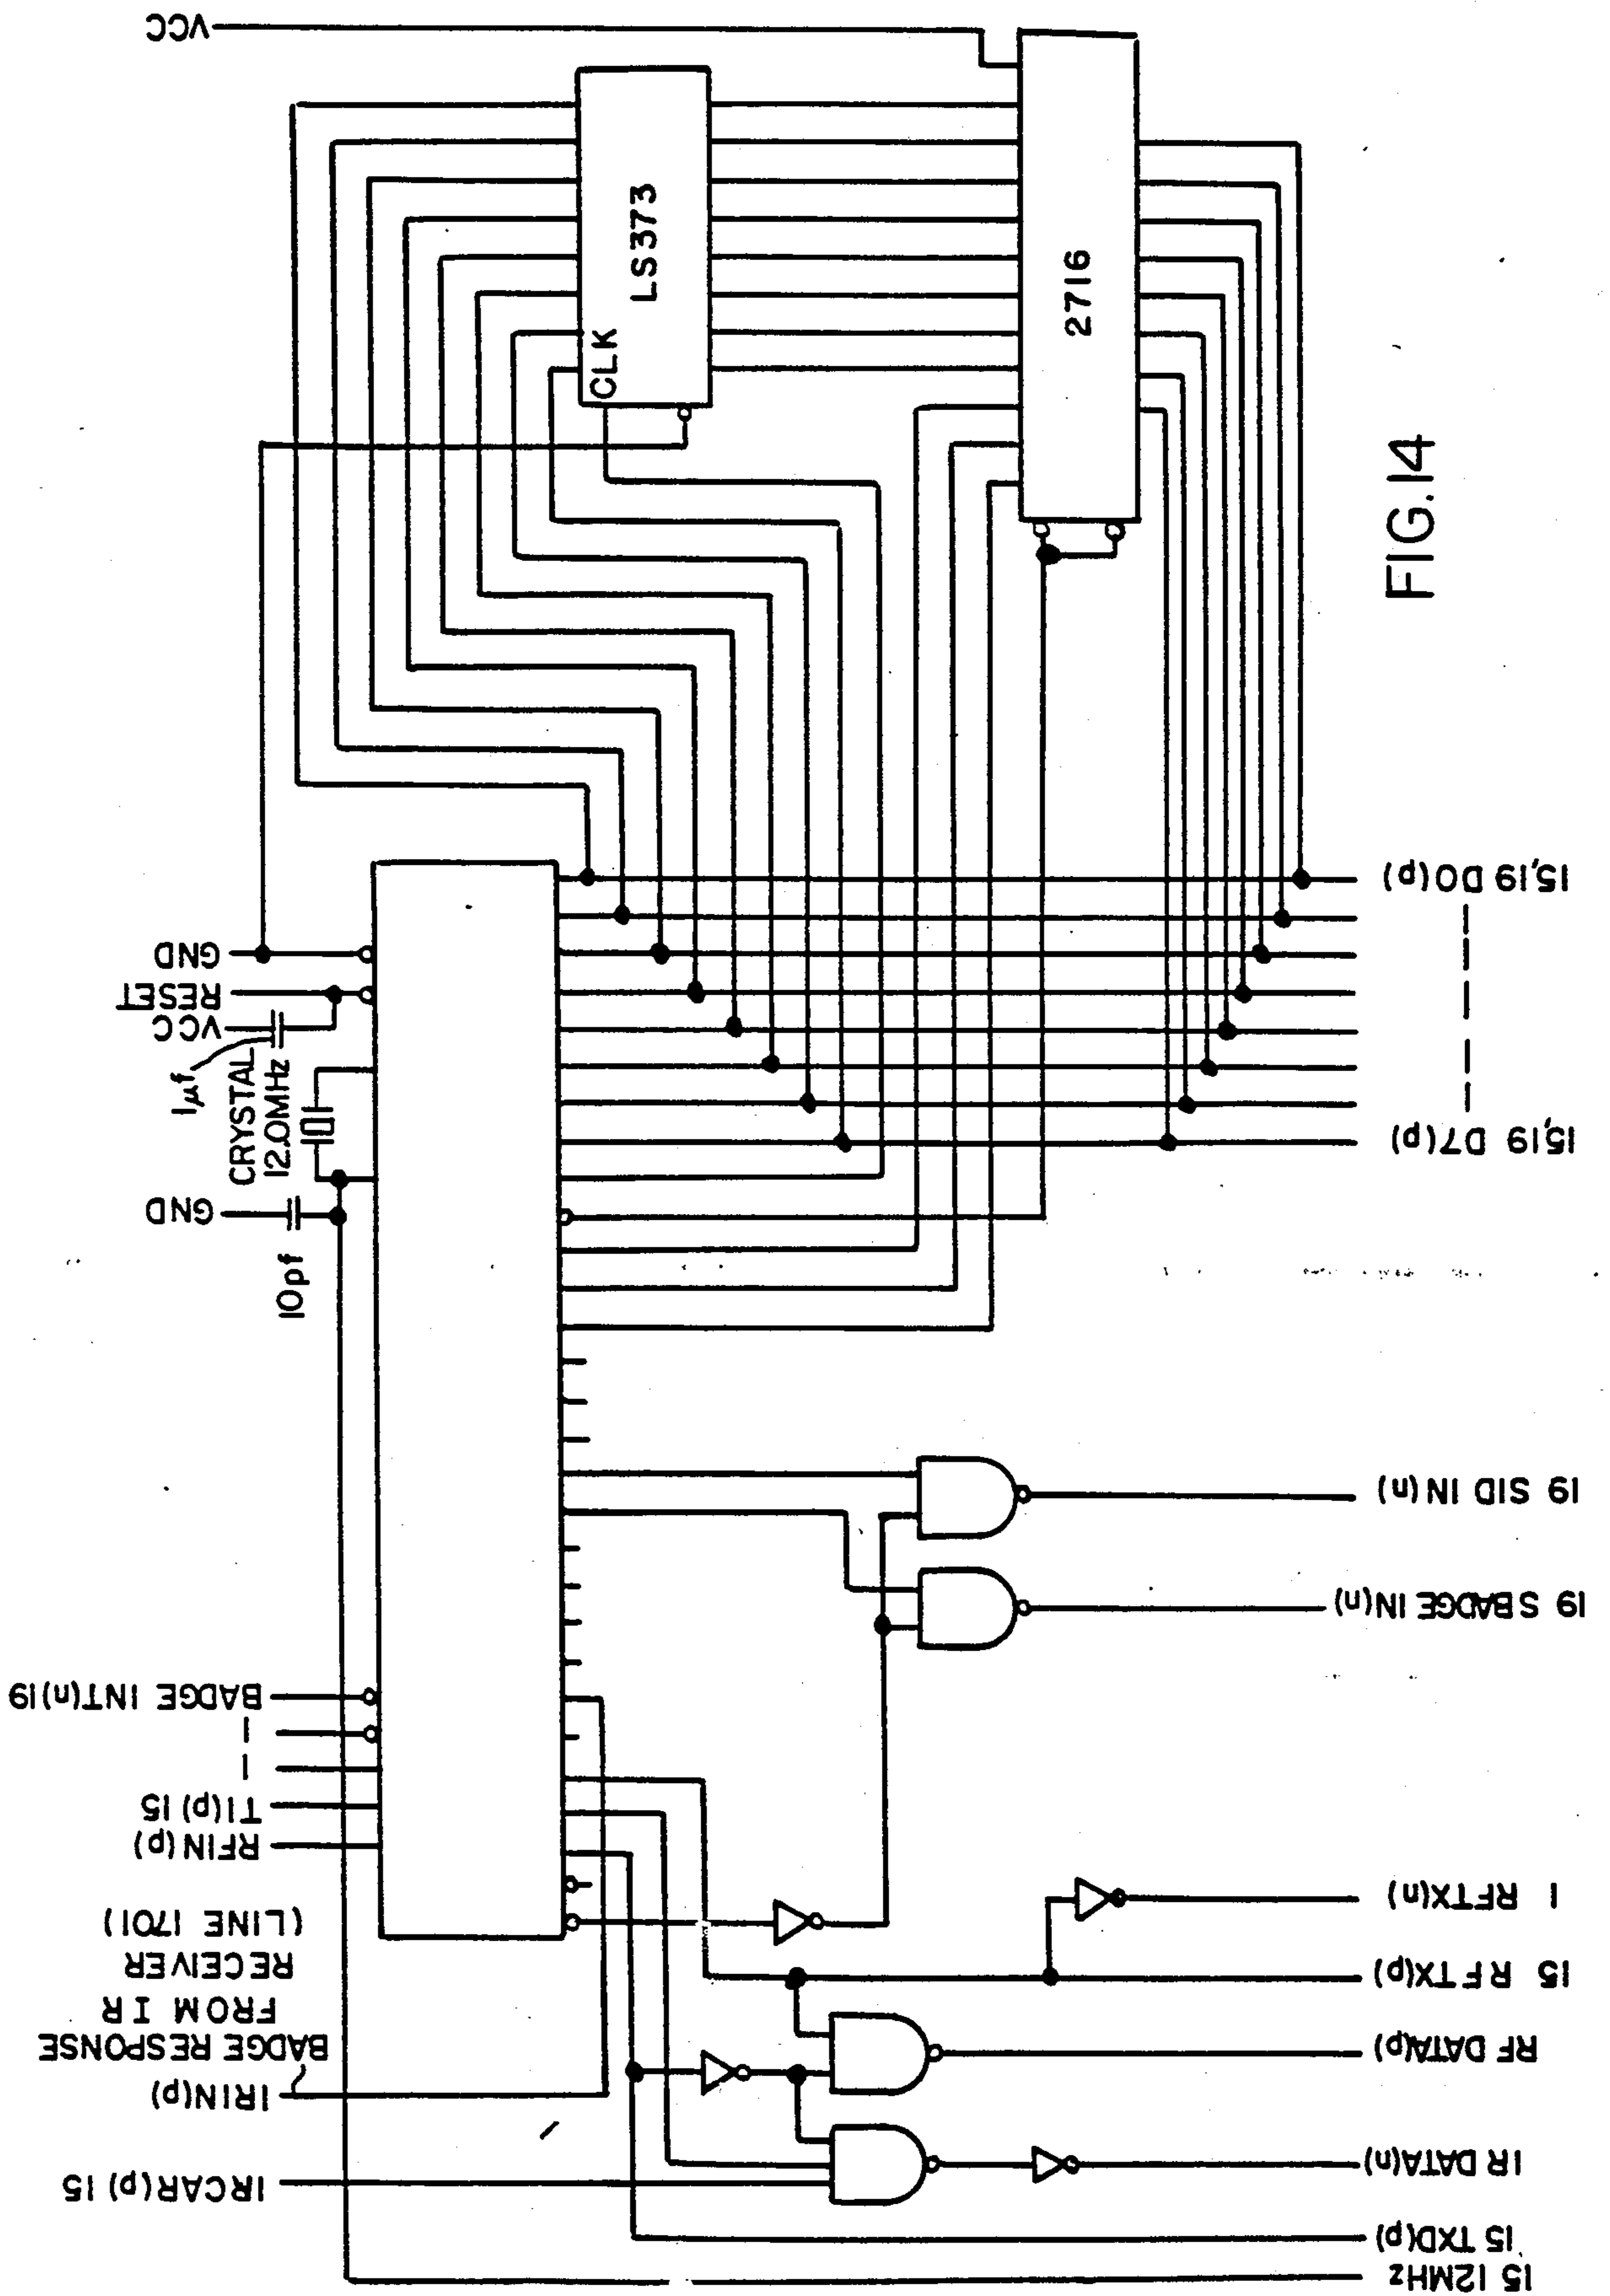 VCC
LS373
CLK
2716
FIG.14
GND
RESET
VCC
1µf
CRYSTAL
12.0MHz
GND
10pf
15,19 D0(p)
15,19 D7(p)
19 SID IN(n)
19 SBADGE IN(n)
BADGE INT(n)19
1
1
T1(p) 15
RFIN(p)
(LINE 1701)
RECEIVER
FROM IR
BADGE RESPONSE
IRIN(p)
IRCAR(p) 15
1 RFTX(n)
15 RFTX(p)
RF DATA(p)
IR DATA(n)
15 TXD(p)
15 12MHz